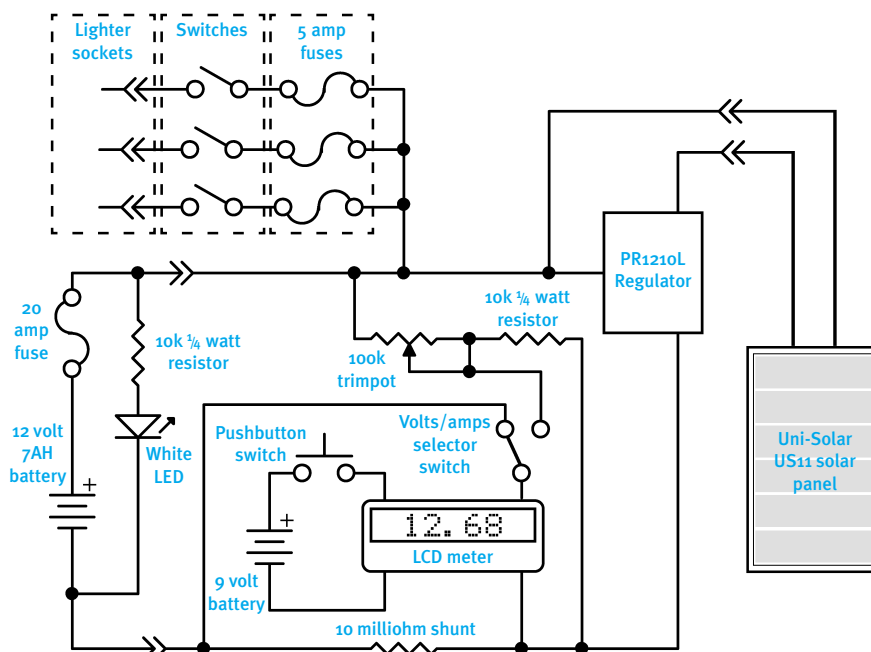 Lighter
sockets
Switches
5 amp
fuses
PR1210L
Regulator
20
amp
fuse
10k ¼ watt
resistor
10k ¼ watt
resistor
100k
trimpot
12 volt
7AH
battery
+
White
LED
Pushbutton
switch
Volts/amps
selector
switch
Uni-Solar
US11 solar
panel
+
12.68
LCD meter
9 volt
battery
10 milliohm shunt